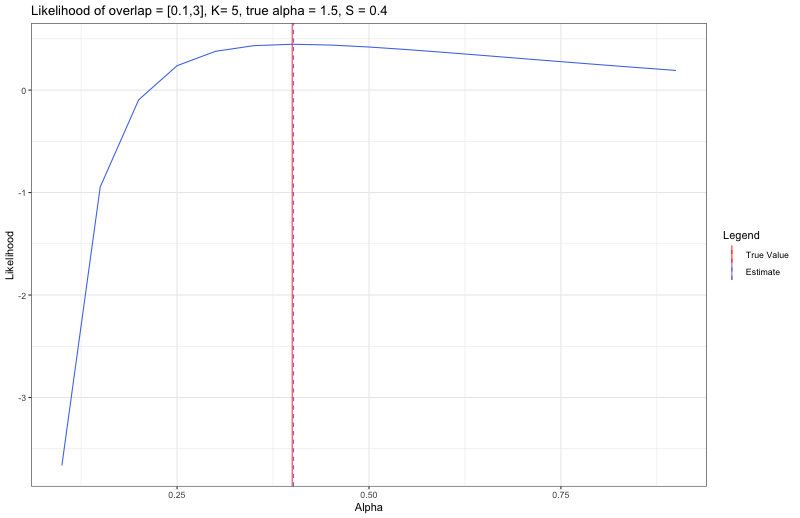 Likelihood of overlap = [0.1,3], K= 5, true alpha = 1.5, S = 0.4
0
-1
-2
-3
Likelihood
0.25
0.50
0.75
Alpha
Legend
True Value
Estimate